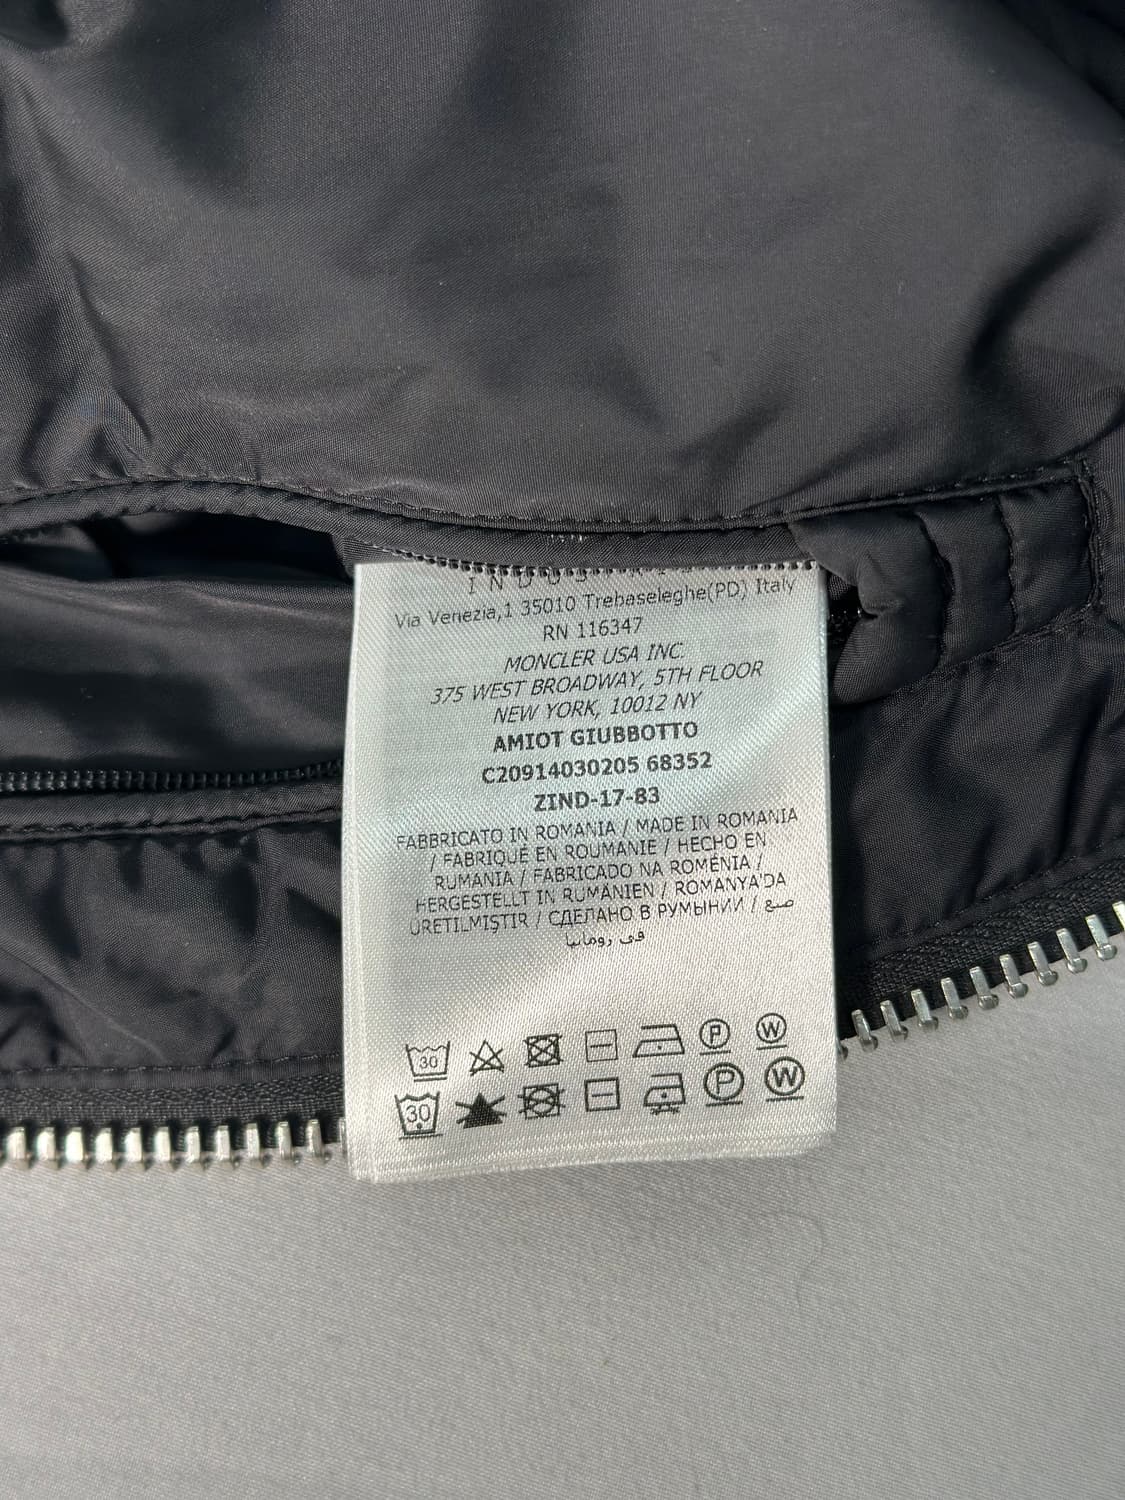 INDUSTRIES
Via Venezia,1 35010 Trebaseleghe(PD) Italy
RN 116347
MONCLER USA INC.
375 WEST BROADWAY, 5TH FLOOR
NEW YORK, 10012 NY
AMIOT GIUBBOTTO
C20914030205 68352
ZIND-17-83
FABBRICATO IN ROMANIA / MADE IN ROMANIA
/ FABRIQUÉ EN ROUMANIE / HECHO EN
RUMANIA / FABRICADO NA ROMÉNIA /
HERGESTELLT IN RUMÄNIEN / ROMANYA'DA
ÜRETILMIŞTIR / СДЕЛАНО В РУМЫНИИ / صنع
في رومانيا
30 P W
30 P W